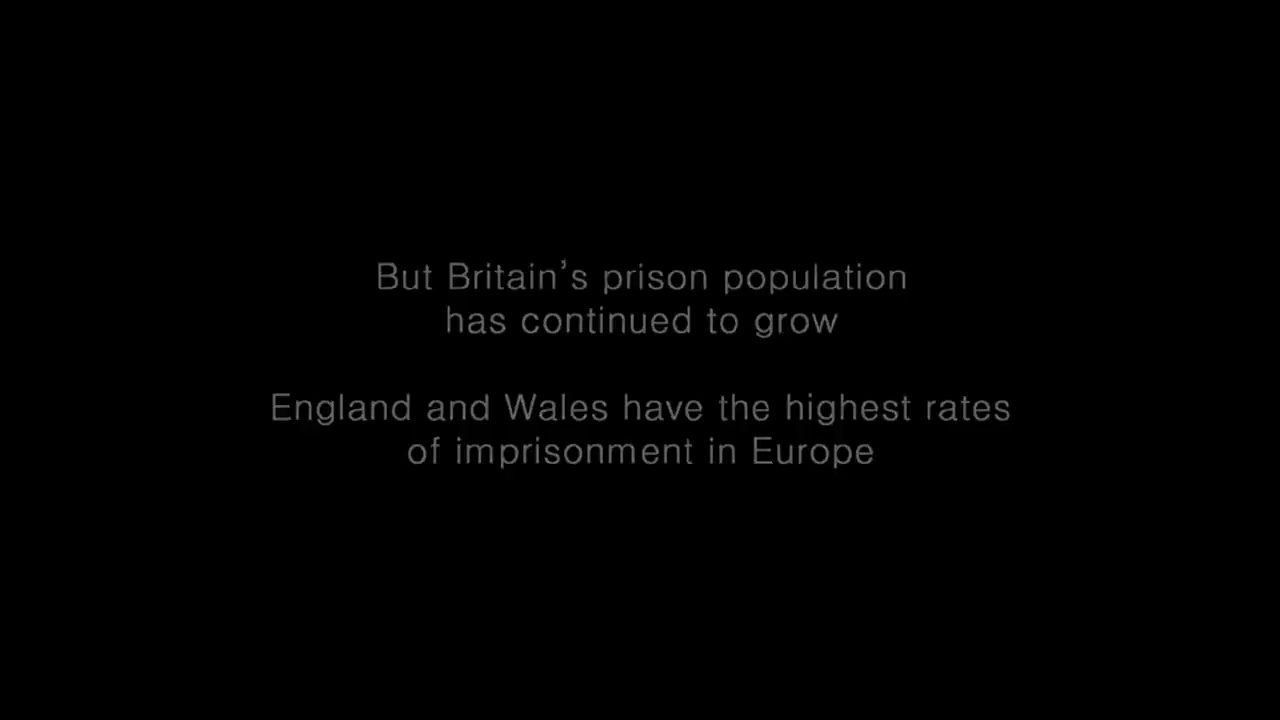 But Britain’s prison population
has continued to grow
England and Wales have the highest rates
of imprisonment in Europe